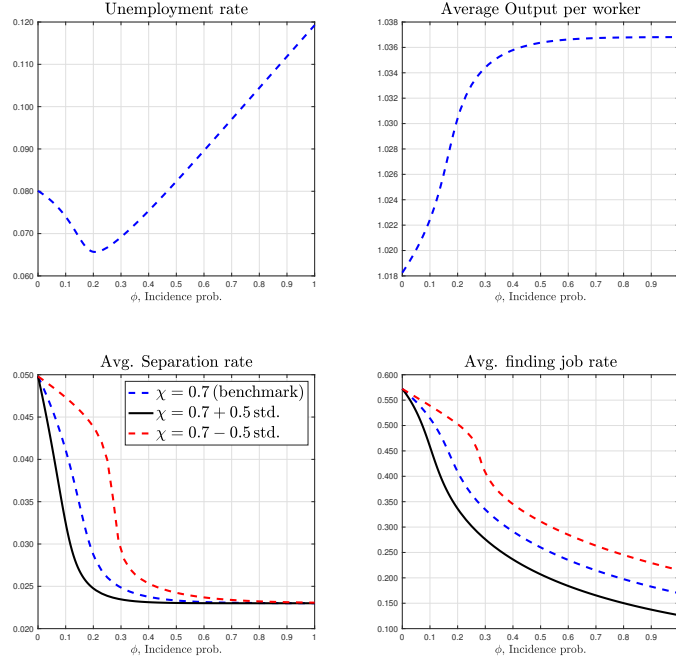 Unemployment rate
0.120
0.110
0.100
0.090
0.080
0.070
0.060
0 0.1 0.2 0.3 0.4 0.5 0.6 0.7 0.8 0.9 1
ϕ, Incidence prob.
Average Output per worker
1.038
1.036
1.034
1.032
1.030
1.028
1.026
1.024
1.022
1.020
1.018
0 0.1 0.2 0.3 0.4 0.5 0.6 0.7 0.8 0.9
ϕ, Incidence prob.
Avg. Separation rate
0.050
0.045
0.040
0.035
0.030
0.025
0.020
χ = 0.7 (benchmark)
χ = 0.7 + 0.5 std.
χ = 0.7 − 0.5 std.
0 0.1 0.2 0.3 0.4 0.5 0.6 0.7 0.8 0.9 1
ϕ, Incidence prob.
Avg. finding job rate
0.600
0.550
0.500
0.450
0.400
0.350
0.300
0.250
0.200
0.150
0.100
0 0.1 0.2 0.3 0.4 0.5 0.6 0.7 0.8 0.9
ϕ, Incidence prob.